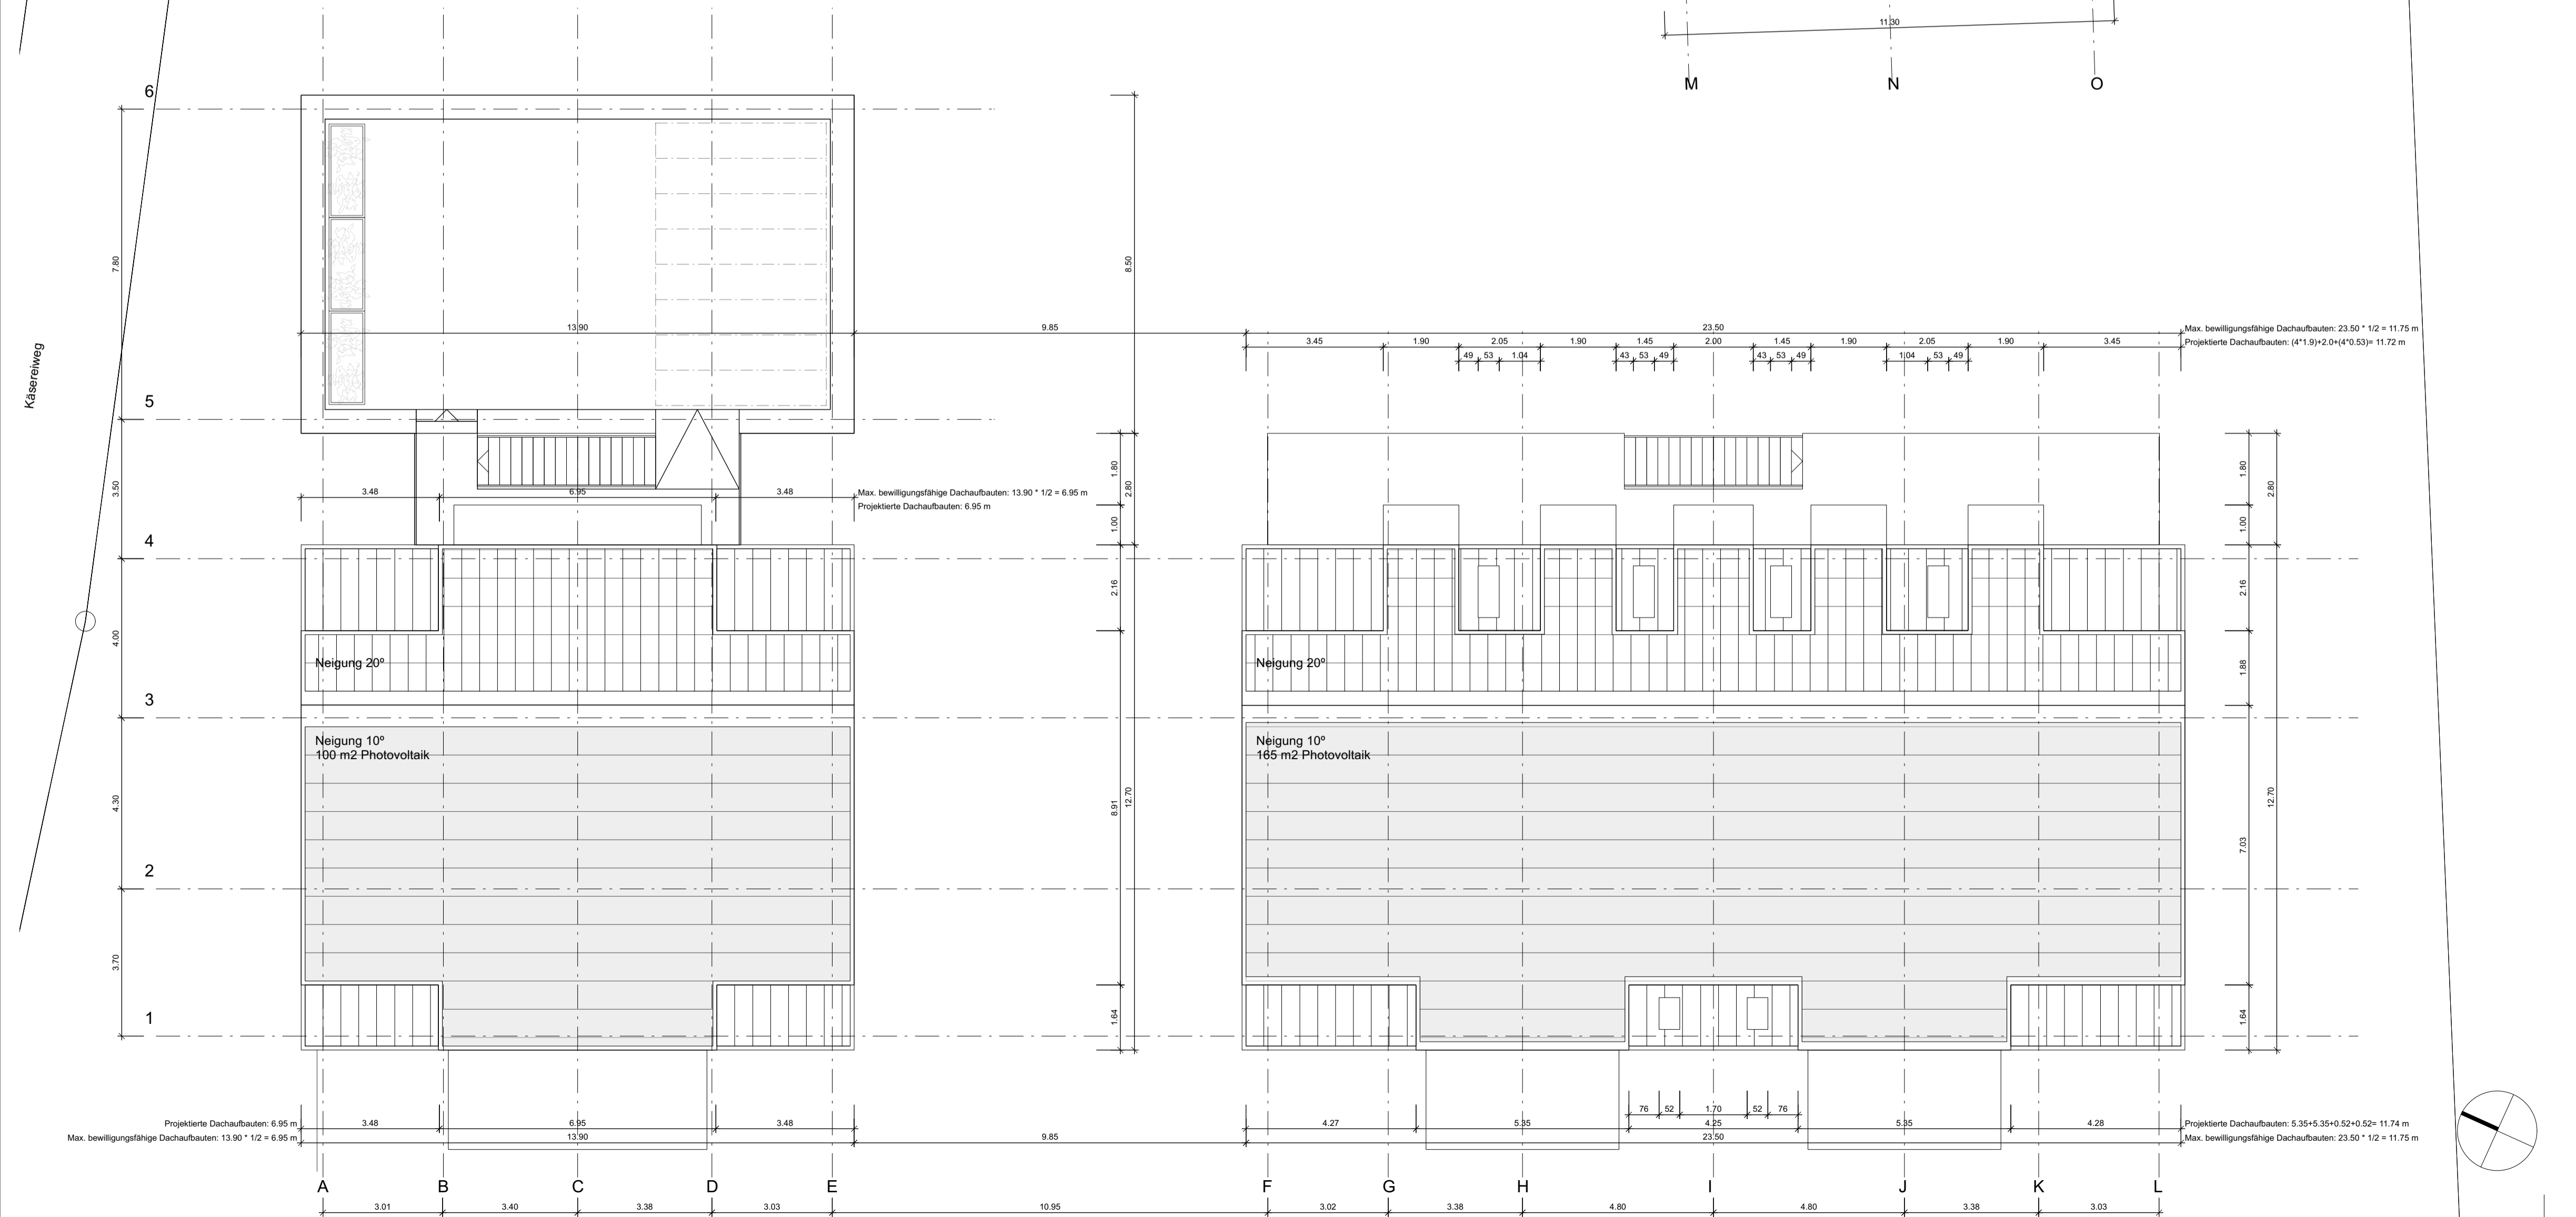 11.30
M
N
O
6
7.80
8.50
Käsereiweg
13.90
9.85
23.50
Max. bewilligungsfähige Dachaufbauten: 23.50 * 1/2 = 11.75 m
3.45
1.90
2.05
1.90
1.45
2.00
1.45
1.90
2.05
1.90
3.45
Projektierte Dachaufbauten: (4*1.9)+2.0+(4*0.53)= 11.72 m
49
53
1.04
43
53
49
43
53
49
1.04
53
49
5
3.50
1.80
2.80
1.00
1.80
2.80
1.00
3.48
6.95
3.48
Max. bewilligungsfähige Dachaufbauten: 13.90 * 1/2 = 6.95 m
Projektierte Dachaufbauten: 6.95 m
4
2.16
2.16
4.00
Neigung 20º
Neigung 20º
1.88
3
Neigung 10º
100 m2 Photovoltaik
Neigung 10º
165 m2 Photovoltaik
4.30
8.91
12.70
7.03
12.70
2
3.70
1
1.64
1.64
76
52
1.70
52
76
Projektierte Dachaufbauten: 6.95 m
3.48
6.95
3.48
4.27
5.35
4.25
5.35
4.28
Projektierte Dachaufbauten: 5.35+5.35+0.52+0.52= 11.74 m
Max. bewilligungsfähige Dachaufbauten: 13.90 * 1/2 = 6.95 m
13.90
9.85
23.50
Max. bewilligungsfähige Dachaufbauten: 23.50 * 1/2 = 11.75 m
A
B
C
D
E
F
G
H
I
J
K
L
3.01
3.40
3.38
3.03
10.95
3.02
3.38
4.80
4.80
3.38
3.03